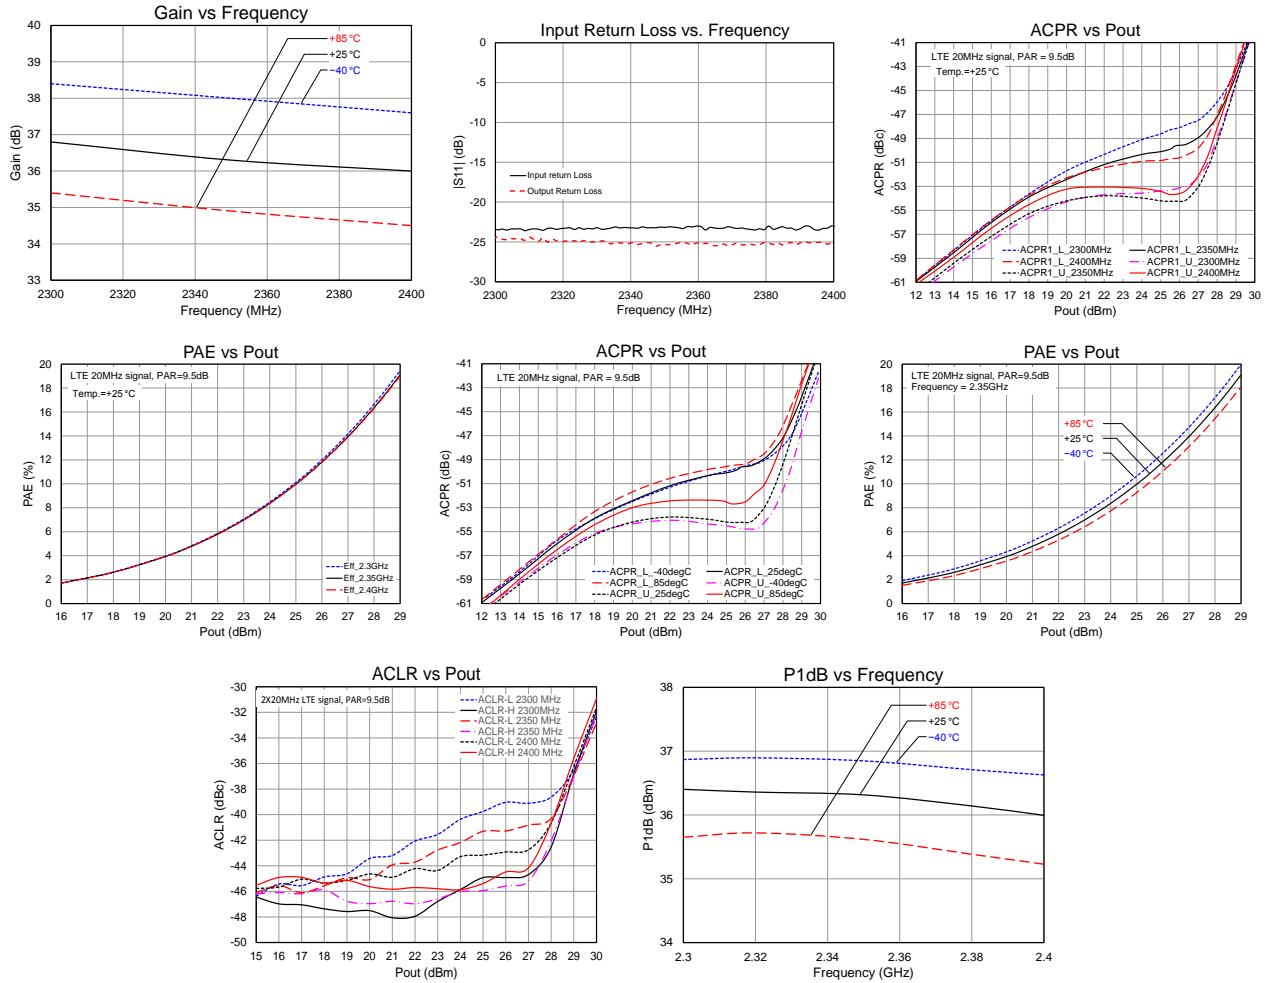 Gain vs Frequency
40
39
38
37
36
35
34
33
Gain (dB)
+85 °C
+25 °C
−40 °C
2300
2320
2340
2360
2380
2400
Frequency (MHz)
Input Return Loss vs. Frequency
0
-5
-10
-15
-20
-25
-30
|S11| (dB)
Input return Loss
Output Return Loss
2300
2320
2340
2360
2380
2400
Frequency (MHz)
ACPR vs Pout
-41
-43
-45
-47
-49
-51
-53
-55
-57
-59
-61
ACPR (dBc)
LTE 20MHz signal, PAR = 9.5dB
Temp.=+25 °C
ACPR1_L_2300MHz
ACPR1_L_2350MHz
ACPR1_L_2400MHz
ACPR1_U_2300MHz
ACPR1_U_2350MHz
ACPR1_U_2400MHz
12 13 14 15 16 17 18 19 20 21 22 23 24 25 26 27 28 29 30
Pout (dBm)
PAE vs Pout
20
18
16
14
12
10
8
6
4
2
0
PAE (%)
LTE 20MHz signal, PAR=9.5dB
Temp.=+25 °C
Eff_2.3GHz
Eff_2.35GHz
Eff_2.4GHz
16 17 18 19 20 21 22 23 24 25 26 27 28 29
Pout (dBm)
ACPR vs Pout
-41
-43
-45
-47
-49
-51
-53
-55
-57
-59
-61
ACPR (dBc)
LTE 20MHz signal, PAR = 9.5dB
ACPR_L_-40degC
ACPR_L_25degC
ACPR_L_85degC
ACPR_U_-40degC
ACPR_U_25degC
ACPR_U_85degC
12 13 14 15 16 17 18 19 20 21 22 23 24 25 26 27 28 29 30
Pout (dBm)
PAE vs Pout
20
18
16
14
12
10
8
6
4
2
0
PAE (%)
LTE 20MHz signal, PAR=9.5dB
Frequency = 2.35GHz
+85 °C
+25 °C
−40 °C
16 17 18 19 20 21 22 23 24 25 26 27 28 29
Pout (dBm)
ACLR vs Pout
-30
-32
-34
-36
-38
-40
-42
-44
-46
-48
-50
ACLR (dBc)
2X20MHz LTE signal, PAR=9.5dB
ACLR-L 2300 MHz
ACLR-H 2300MHz
ACLR-L 2350 MHz
ACLR-H 2350 MHz
ACLR-L 2400 MHz
ACLR-H 2400 MHz
15 16 17 18 19 20 21 22 23 24 25 26 27 28 29 30
Pout (dBm)
P1dB vs Frequency
38
37
36
35
34
P1dB (dBm)
+85 °C
+25 °C
−40 °C
2.3
2.32
2.34
2.36
2.38
2.4
Frequency (GHz)